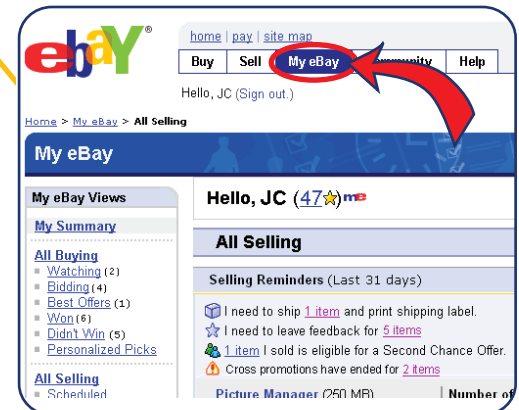 ebay®
home | pay | site map
Buy Sell My eBay Community Help
Hello, JC (Sign out.)
Home > My eBay > All Selling
My eBay
My eBay Views
Hello, JC (47) me
My Summary
All Selling
All Buying
Watching (2)
Bidding (4)
Best Offers (1)
Won (6)
Didn't Win (5)
Personalized Picks
Selling Reminders (Last 31 days)
I need to ship 1 item and print shipping label.
I need to leave feedback for 5 items
1 item I sold is eligible for a Second Chance Offer.
Cross promotions have ended for 2 items
All Selling
Scheduled
Picture Manager (250 MB)
Number of